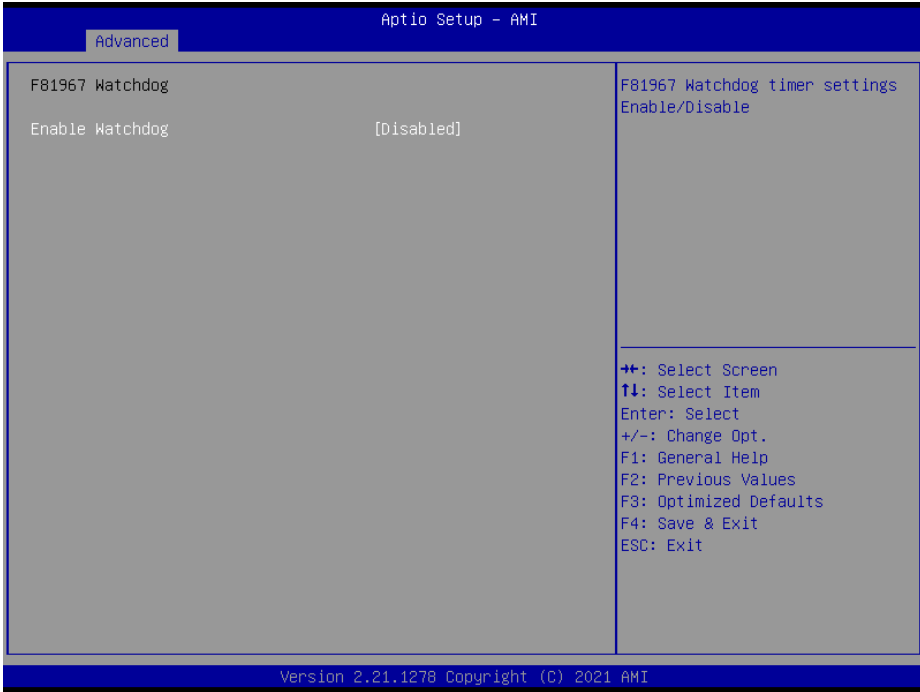 Aptio Setup – AMI
Advanced
F81967 Watchdog
Enable Watchdog [Disabled]
F81967 Watchdog timer settings
Enable/Disable
→←: Select Screen
↑↓: Select Item
Enter: Select
+/-: Change Opt.
F1: General Help
F2: Previous Values
F3: Optimized Defaults
F4: Save & Exit
ESC: Exit
Version 2.21.1278 Copyright (C) 2021 AMI